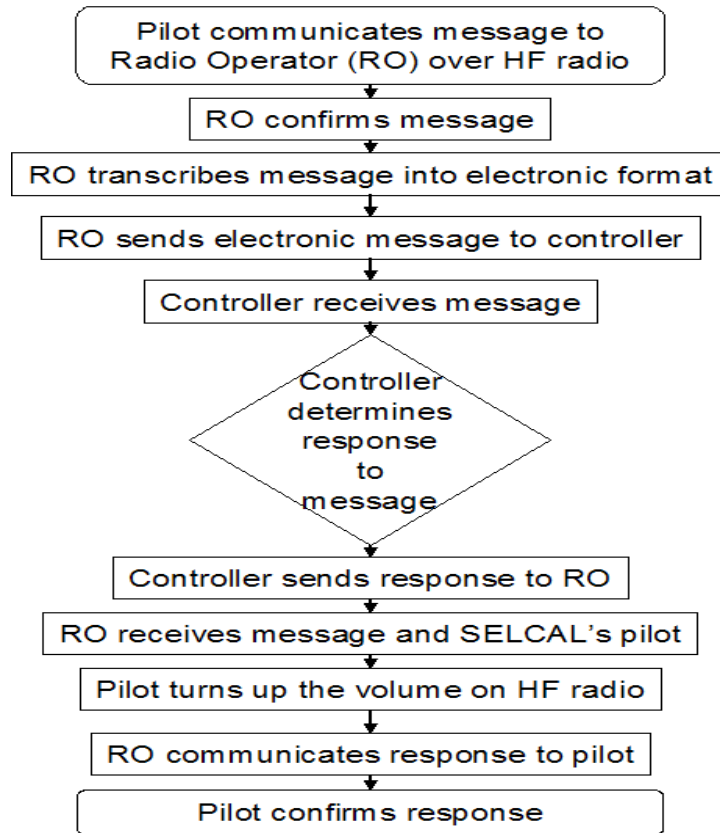 Pilot communicates message to
Radio Operator (RO) over HF radio
RO confirms message
RO transcribes message into electronic format
RO sends electronic message to controller
Controller receives message
Controller
determines
response
to
message
Controller sends response to RO
RO receives message and SELCAL’s pilot
Pilot turns up the volume on HF radio
RO communicates response to pilot
Pilot confirms response